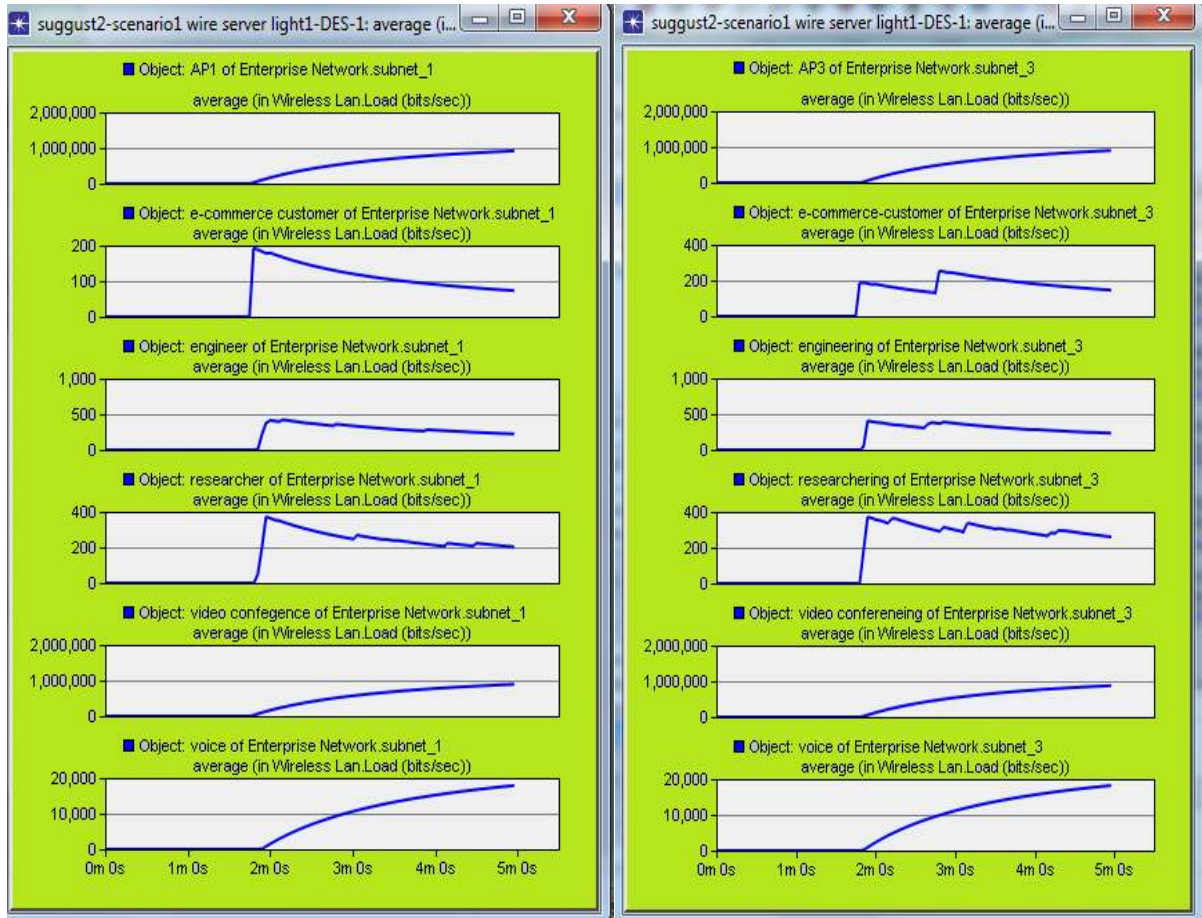 suggust2-scenario1 wire server light1-DES-1: average (i...
Object: AP1 of Enterprise Network.subnet_1
average (in Wireless Lan.Load (bits/sec))
2,000,000
1,000,000
0
Object: e-commerce customer of Enterprise Network.subnet_1
average (in Wireless Lan.Load (bits/sec))
200
100
0
Object: engineer of Enterprise Network.subnet_1
average (in Wireless Lan.Load (bits/sec))
1,000
500
0
Object: researcher of Enterprise Network.subnet_1
average (in Wireless Lan.Load (bits/sec))
400
200
0
Object: video confegence of Enterprise Network.subnet_1
average (in Wireless Lan.Load (bits/sec))
2,000,000
1,000,000
0
Object: voice of Enterprise Network.subnet_1
average (in Wireless Lan.Load (bits/sec))
20,000
10,000
0
0m 0s 1m 0s 2m 0s 3m 0s 4m 0s 5m 0s
suggust2-scenario1 wire server light1-DES-1: average (i...
Object: AP3 of Enterprise Network.subnet_3
average (in Wireless Lan.Load (bits/sec))
2,000,000
1,000,000
0
Object: e-commerce-customer of Enterprise Network.subnet_3
average (in Wireless Lan.Load (bits/sec))
400
200
0
Object: engineering of Enterprise Network.subnet_3
average (in Wireless Lan.Load (bits/sec))
1,000
500
0
Object: researchering of Enterprise Network.subnet_3
average (in Wireless Lan.Load (bits/sec))
400
200
0
Object: video confereneing of Enterprise Network.subnet_3
average (in Wireless Lan.Load (bits/sec))
2,000,000
1,000,000
0
Object: voice of Enterprise Network.subnet_3
average (in Wireless Lan.Load (bits/sec))
20,000
10,000
0
0m 0s 1m 0s 2m 0s 3m 0s 4m 0s 5m 0s